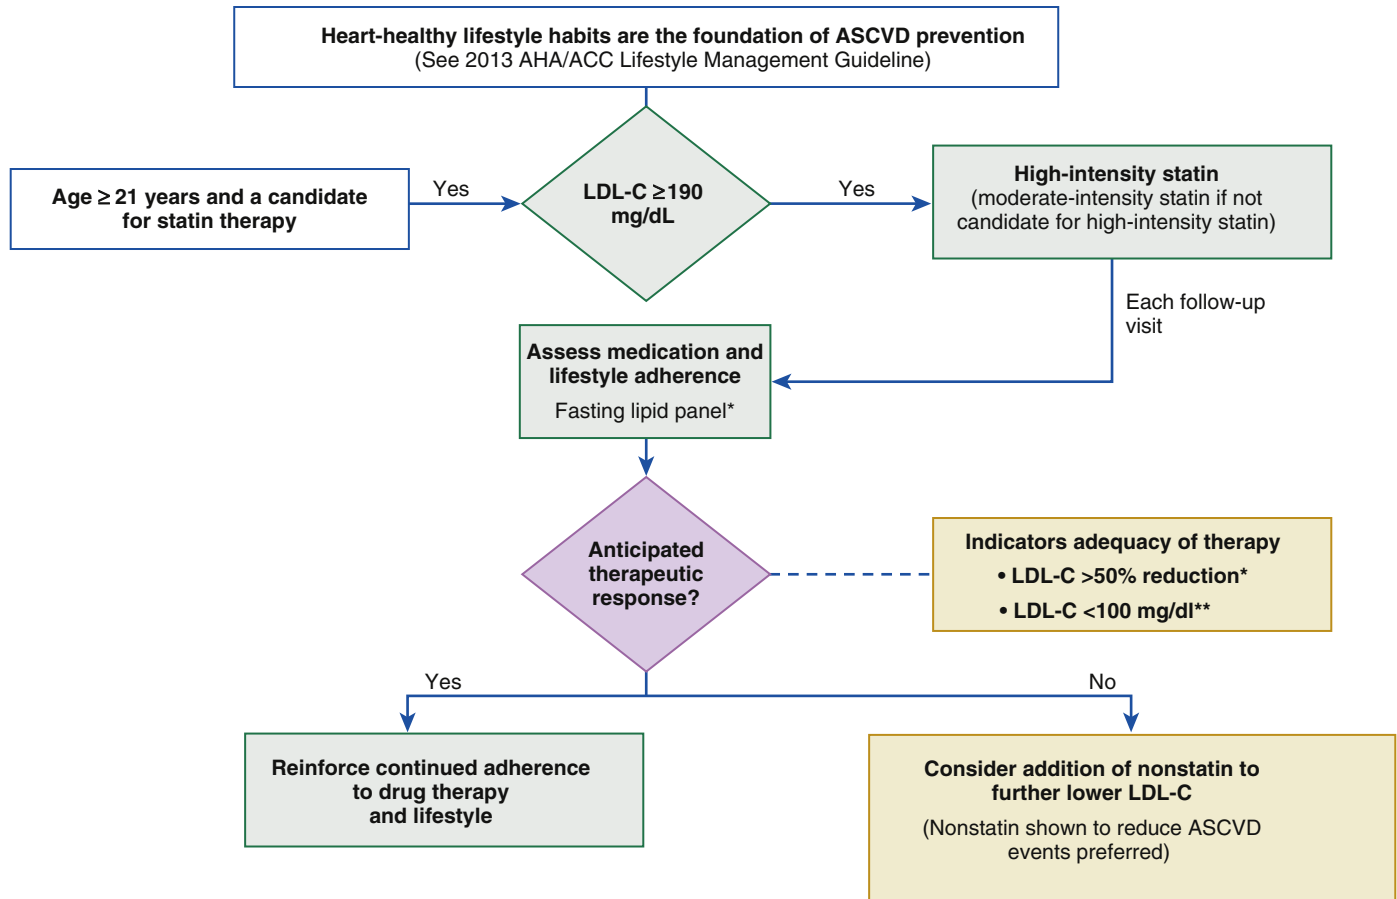 Heart-healthy lifestyle habits are the foundation of ASCVD prevention
(See 2013 AHA/ACC Lifestyle Management Guideline)
Age ≥ 21 years and a candidate
for statin therapy
Yes
LDL-C ≥190
mg/dL
Yes
High-intensity statin
(moderate-intensity statin if not
candidate for high-intensity statin)
Each follow-up
visit
Assess medication and
lifestyle adherence
Fasting lipid panel*
Anticipated
therapeutic
response?
Indicators adequacy of therapy
• LDL-C >50% reduction*
• LDL-C <100 mg/dl**
Yes
No
Reinforce continued adherence
to drug therapy
and lifestyle
Consider addition of nonstatin to
further lower LDL-C
(Nonstatin shown to reduce ASCVD
events preferred)